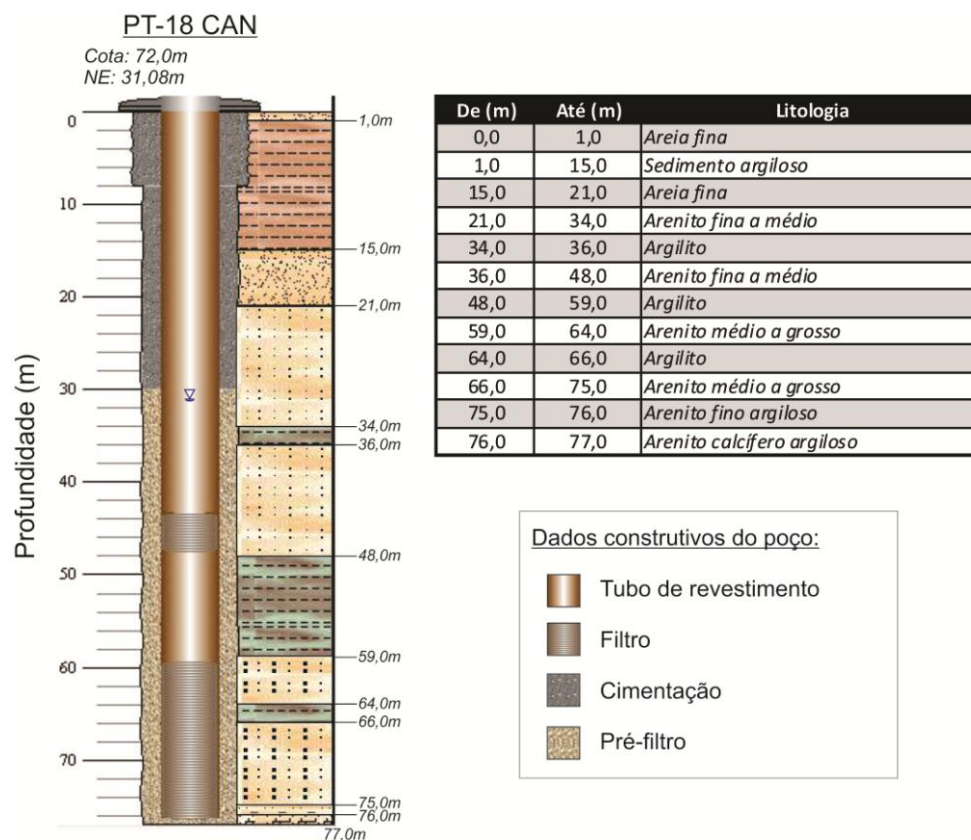 PT-18 CAN
Cota: 72,0m
NE: 31,08m
Profundidade (m)
0
10
20
30
40
50
60
70
1,0m
15,0m
21,0m
34,0m
36,0m
48,0m
59,0m
64,0m
66,0m
75,0m
76,0m
77,0m
De (m) Até (m) Litologia
0,0 1,0 Areia fina
1,0 15,0 Sedimento argiloso
15,0 21,0 Areia fina
21,0 34,0 Arenito fina a médio
34,0 36,0 Argilito
36,0 48,0 Arenito fina a médio
48,0 59,0 Argilito
59,0 64,0 Arenito médio a grosso
64,0 66,0 Argilito
66,0 75,0 Arenito médio a grosso
75,0 76,0 Arenito fino argiloso
76,0 77,0 Arenito calcífero argiloso
Dados construtivos do poço:
Tubo de revestimento
Filtro
Cimentação
Pré-filtro